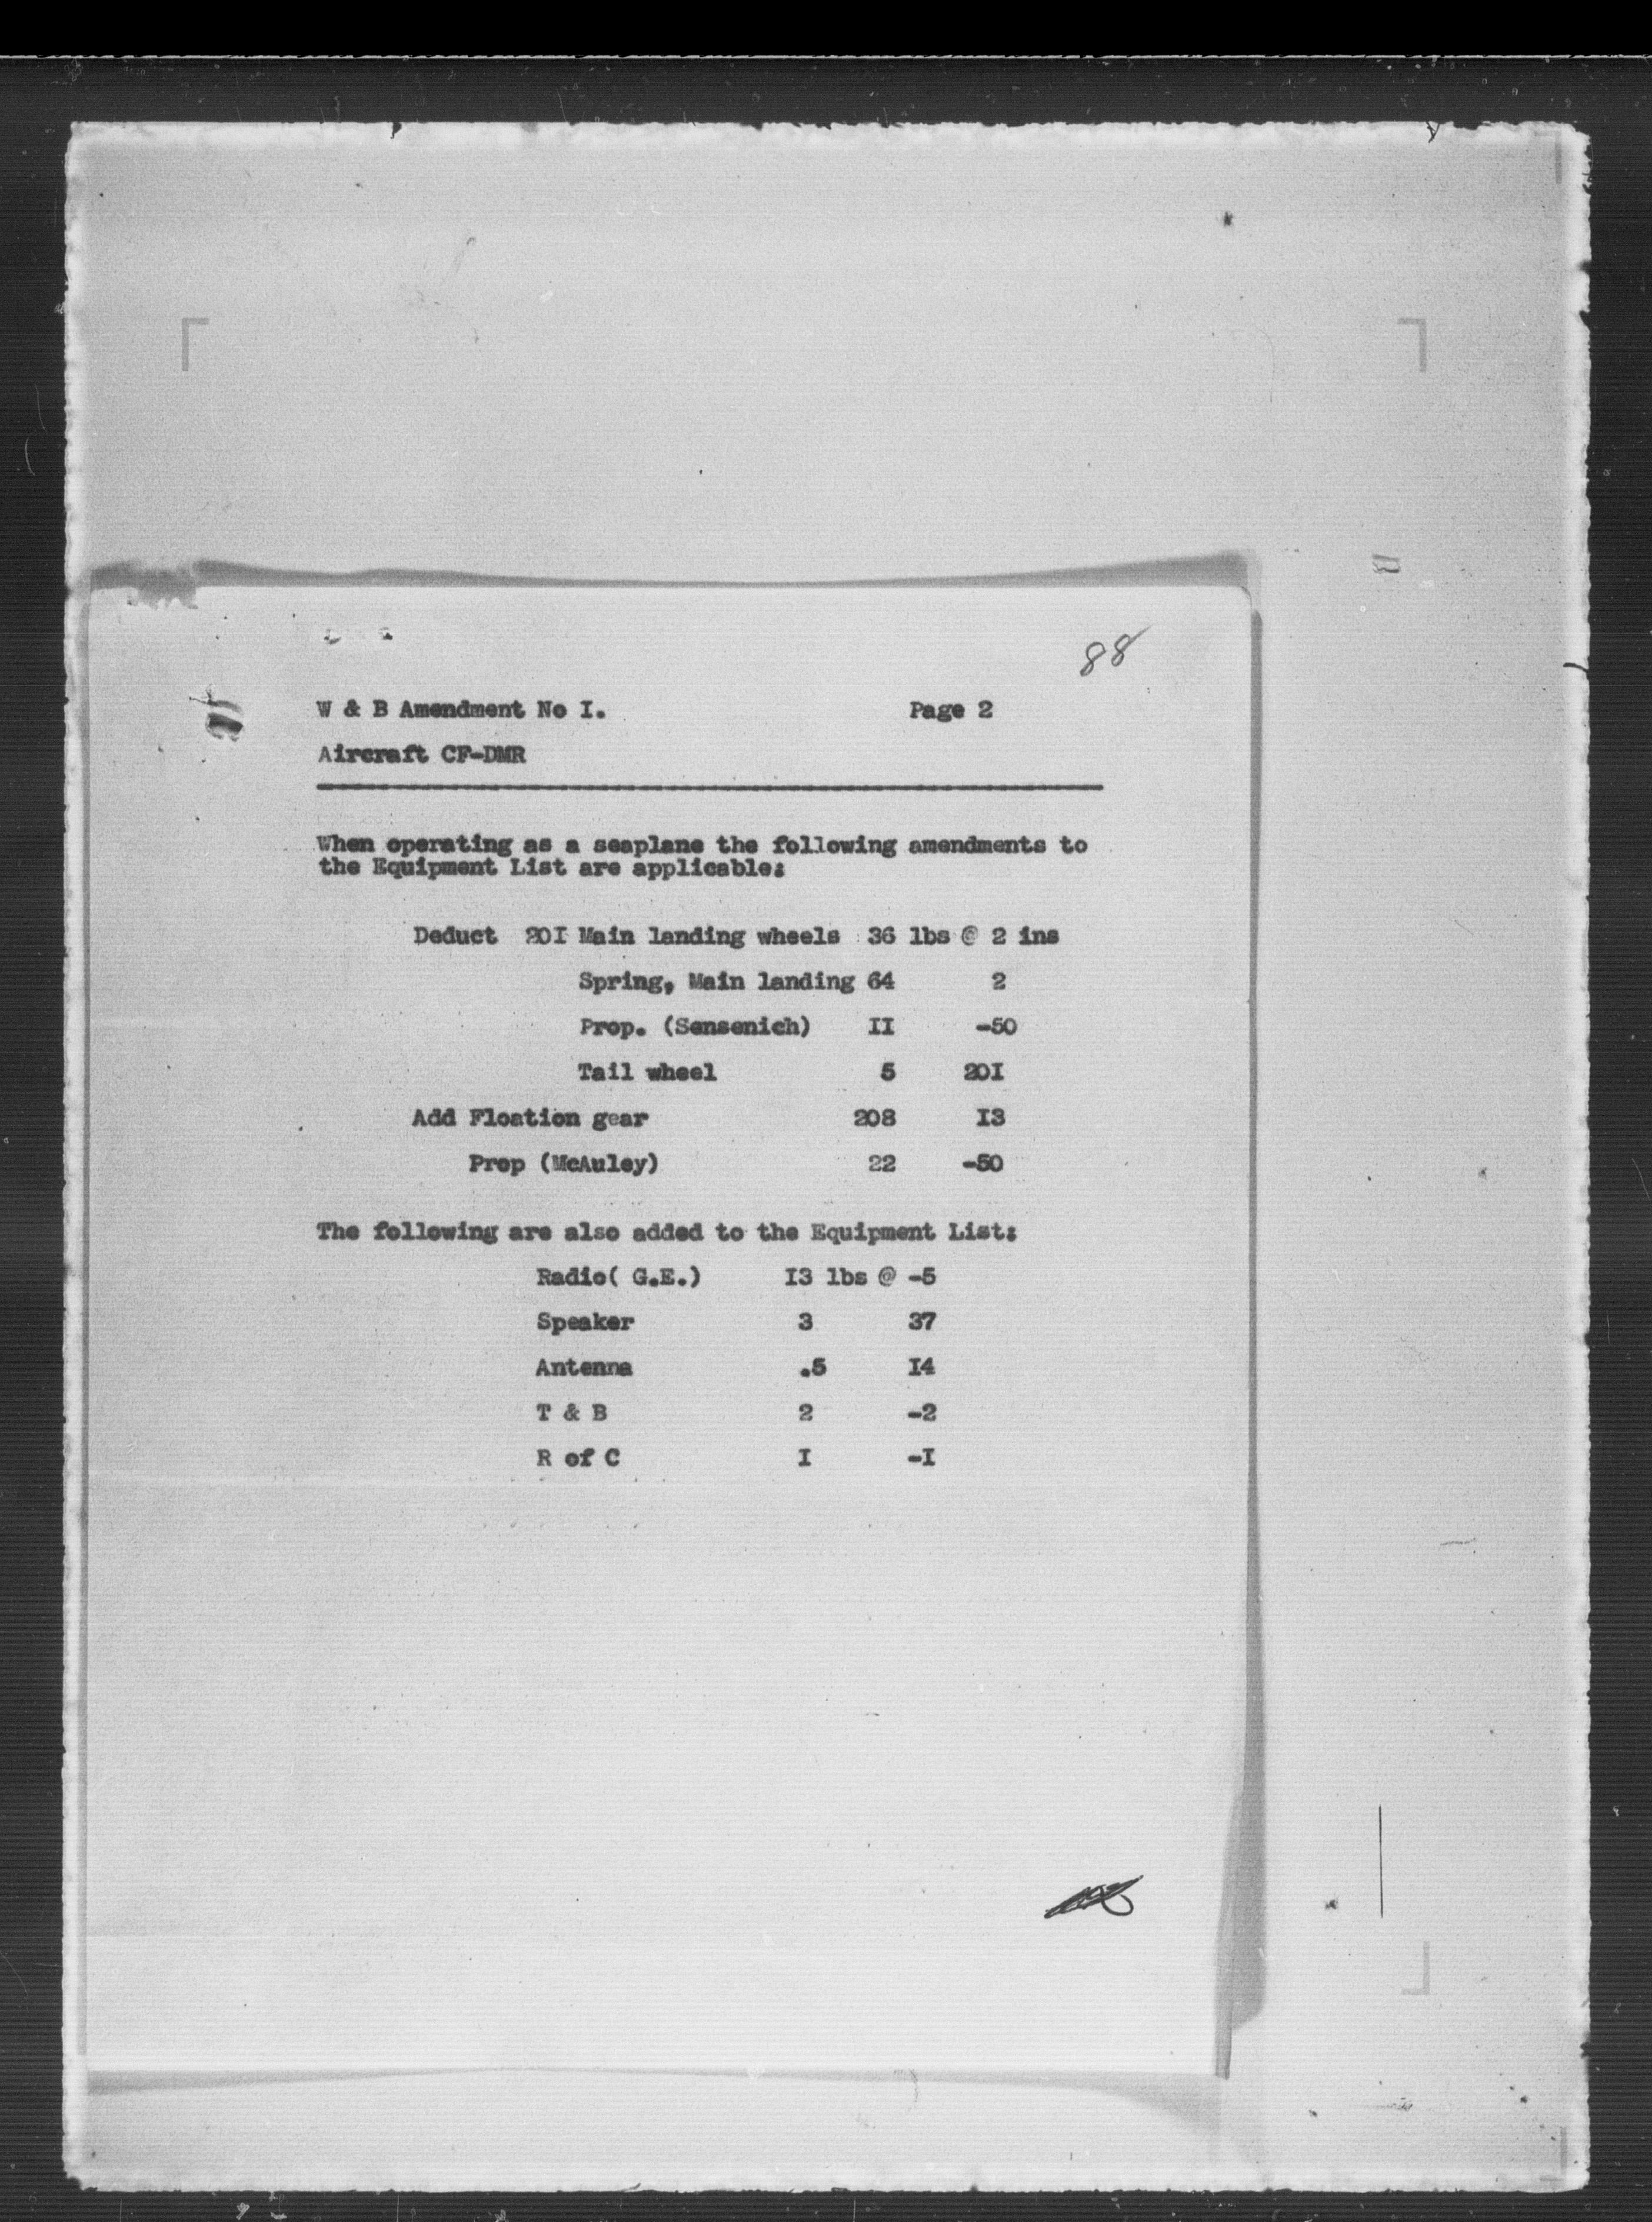 88
W & B Amendment No I. Page 2
Aircraft CF-DMR
When operating as a seaplane the following amendments to
the Equipment List are applicable:
Deduct 20I Main landing wheels 36 lbs @ 2 ins
Spring, Main landing 64 2
Prop. (Sensenich) II -50
Tail wheel 5 20I
Add Floation gear 208 I3
Prop (McAuley) 22 -50
The following are also added to the Equipment List:
Radio( G.E.) I3 lbs @ -5
Speaker 3 37
Antenna .5 I4
T & B 2 -2
R of C I -I